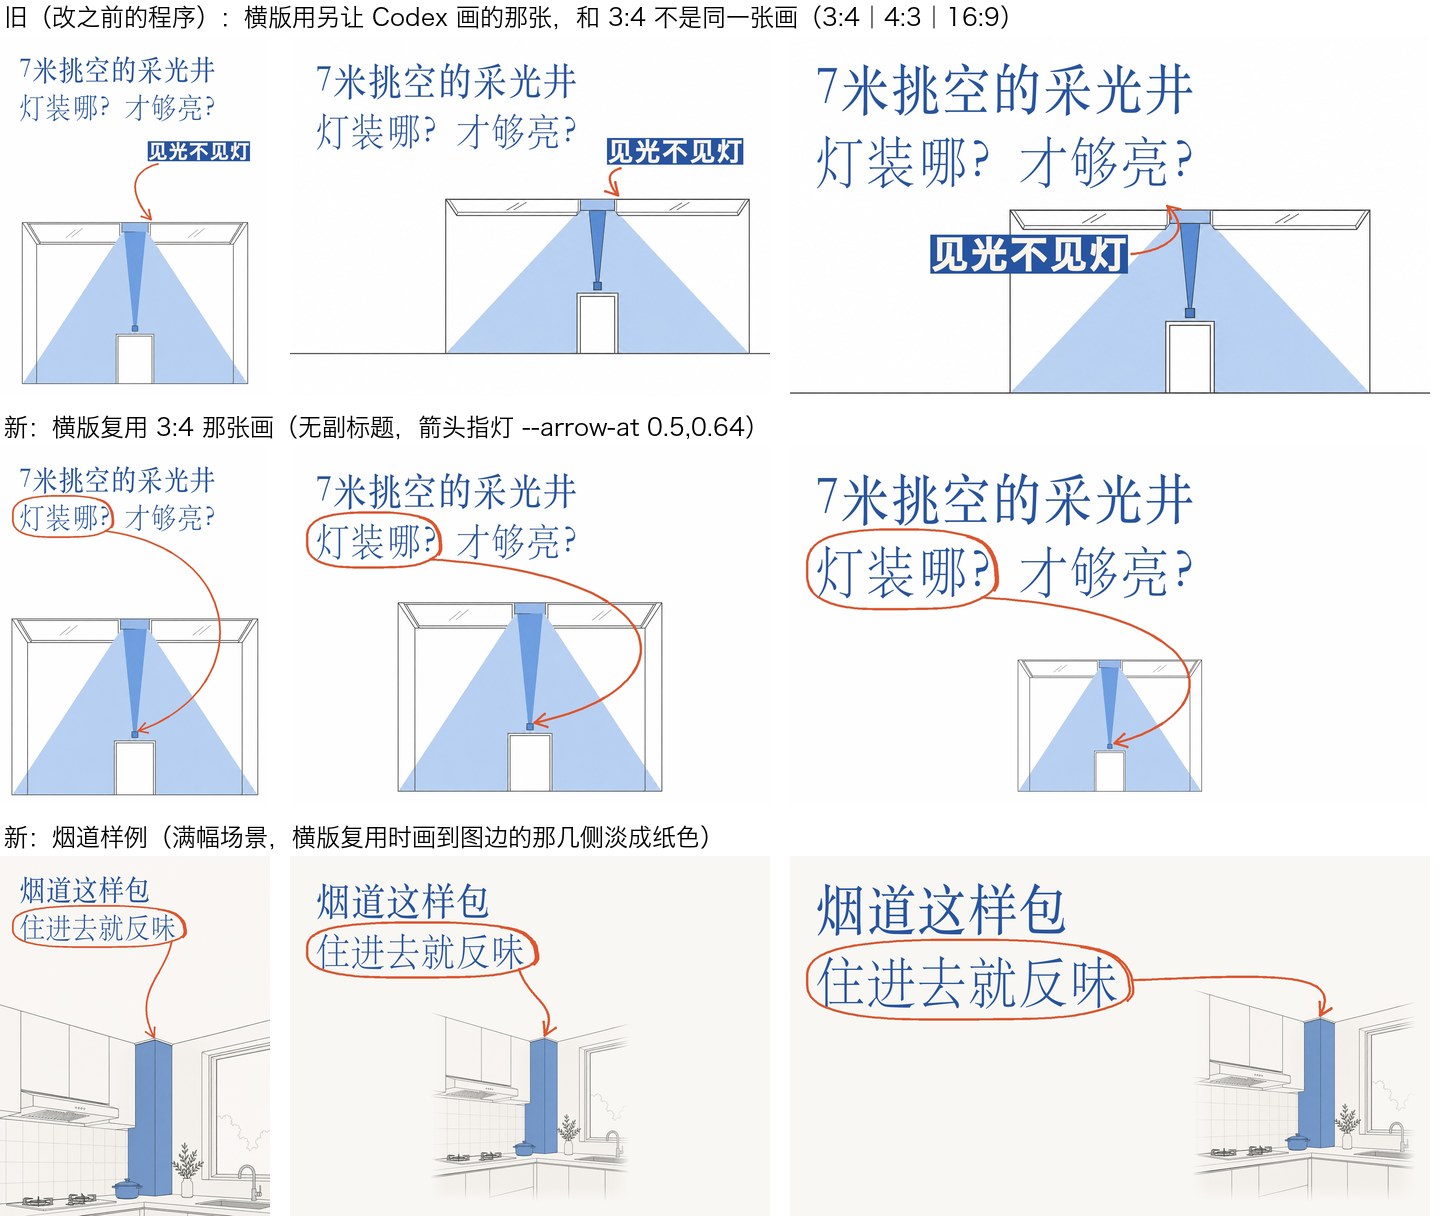 旧（改之前的程序）：横版用另让 Codex 画的那张，和 3:4 不是同一张画（3:4｜4:3｜16:9）
7米挑空的采光井
灯装哪？ 才够亮？
见光不见灯
7米挑空的采光井
灯装哪？ 才够亮？
见光不见灯
7米挑空的采光井
灯装哪？ 才够亮？
见光不见灯
新：横版复用 3:4 那张画（无副标题，箭头指灯 --arrow-at 0.5,0.64）
7米挑空的采光井
灯装哪？ 才够亮？
7米挑空的采光井
灯装哪？ 才够亮？
7米挑空的采光井
灯装哪？ 才够亮？
新：烟道样例（满幅场景，横版复用时画到图边的那几侧淡成纸色）
烟道这样包
住进去就反味
烟道这样包
住进去就反味
烟道这样包
住进去就反味